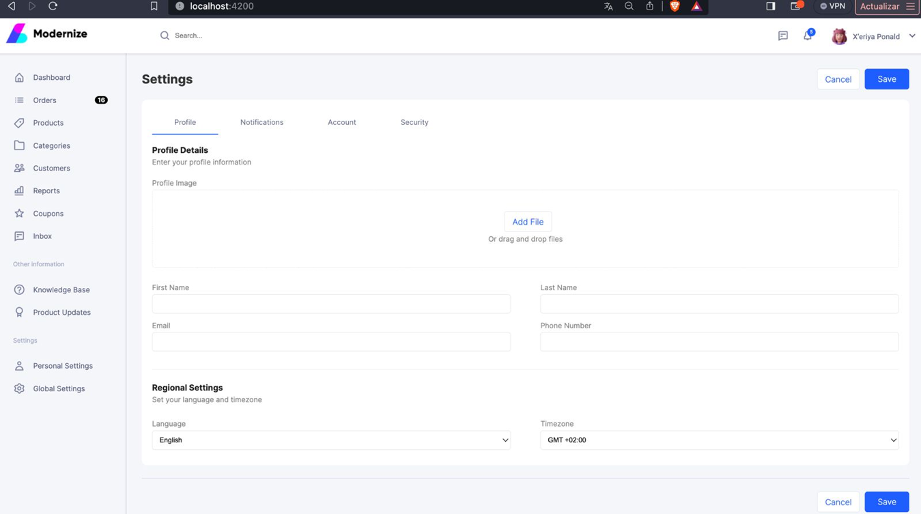 localhost:4200
VPN
Actualizar
Modernize
Search...
X'eriya Ponald
Dashboard
Orders
16
Products
Categories
Customers
Reports
Coupons
Inbox
Other Information
Knowledge Base
Product Updates
Settings
Personal Settings
Global Settings
Settings
Cancel
Save
Profile
Notifications
Account
Security
Profile Details
Enter your profile information
Profile Image
Add File
Or drag and drop files
First Name
Last Name
Email
Phone Number
Regional Settings
Set your language and timezone
Language
Timezone
English
GMT +02:00
Cancel
Save